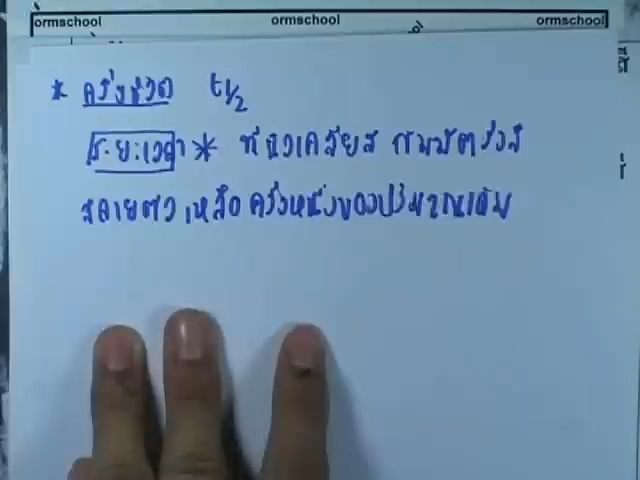 ormschool ormschool ormschool
* ครึ่งชีวิต t1/2
ระยะเวลา * ที่นิวเคลียส กัมมันตรังสี
สลายตัว เหลือ ครึ่งหนึ่งของปริมาณเดิม